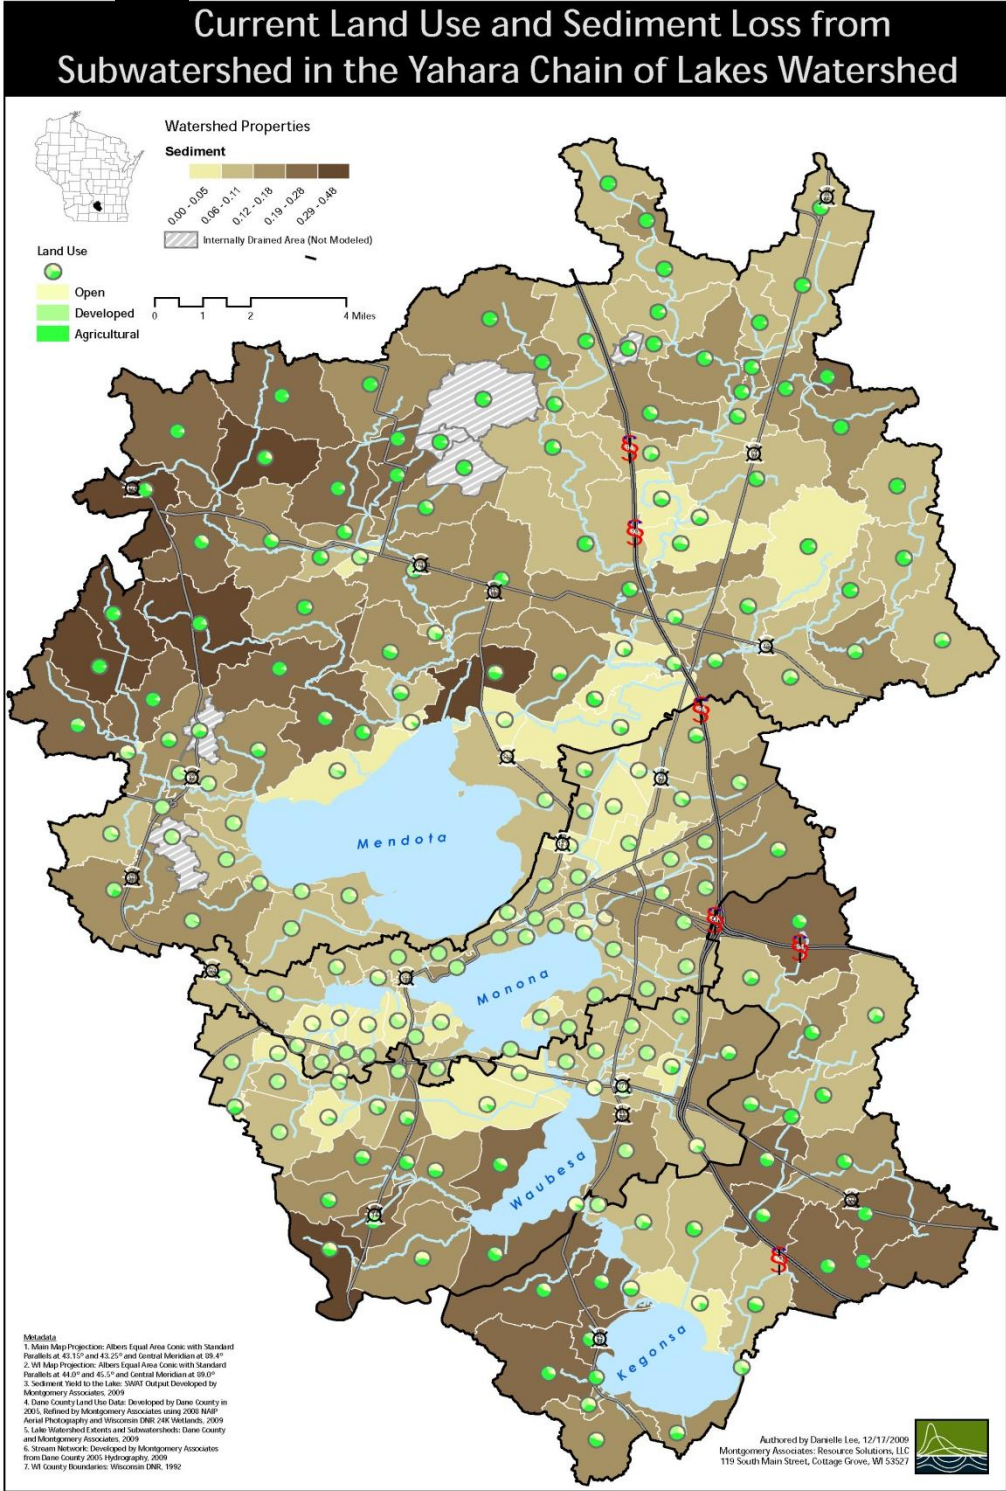 Current Land Use and Sediment Loss from
Subwatershed in the Yahara Chain of Lakes Watershed
Watershed Properties
Sediment
0.00 - 0.05
0.06 - 0.11
0.12 - 0.18
0.19 - 0.28
0.29 - 0.48
Internally Drained Area (Not Modeled)
Land Use
Open
Developed
Agricultural
0 1 2 4 Miles
Mendota
Monona
Waubesa
Kegonsa
Metadata
1. Main Map Projection: Albers Equal Area Conic with Standard
Parallels at 43.15º and 43.25º and Central Meridian at 89.4º
2. WI Map Projection: Albers Equal Area Conic with Standard
Parallels at 44.0º and 45.5º and Central Meridian at 89.0º
3. Sediment Yield to the Lake: SWAT Output Developed by
Montgomery Associates, 2009
4. Dane County Land Use Data: Developed by Dane County in
2005, Refined by Montgomery Associates using 2008 NAIP
Aerial Photography and Wisconsin DNR 24K Wetlands, 2009
5. Lake Watershed Extents and Subwatersheds: Dane County
and Montgomery Associates, 2009
6. Stream Network: Developed by Montgomery Associates
from Dane County 2005 Hydrography, 2009
7. WI County Boundaries: Wisconsin DNR, 1992
Authored by Danielle Lee, 12/17/2009
Montgomery Associates: Resource Solutions, LLC
119 South Main Street, Cottage Grove, WI 53527